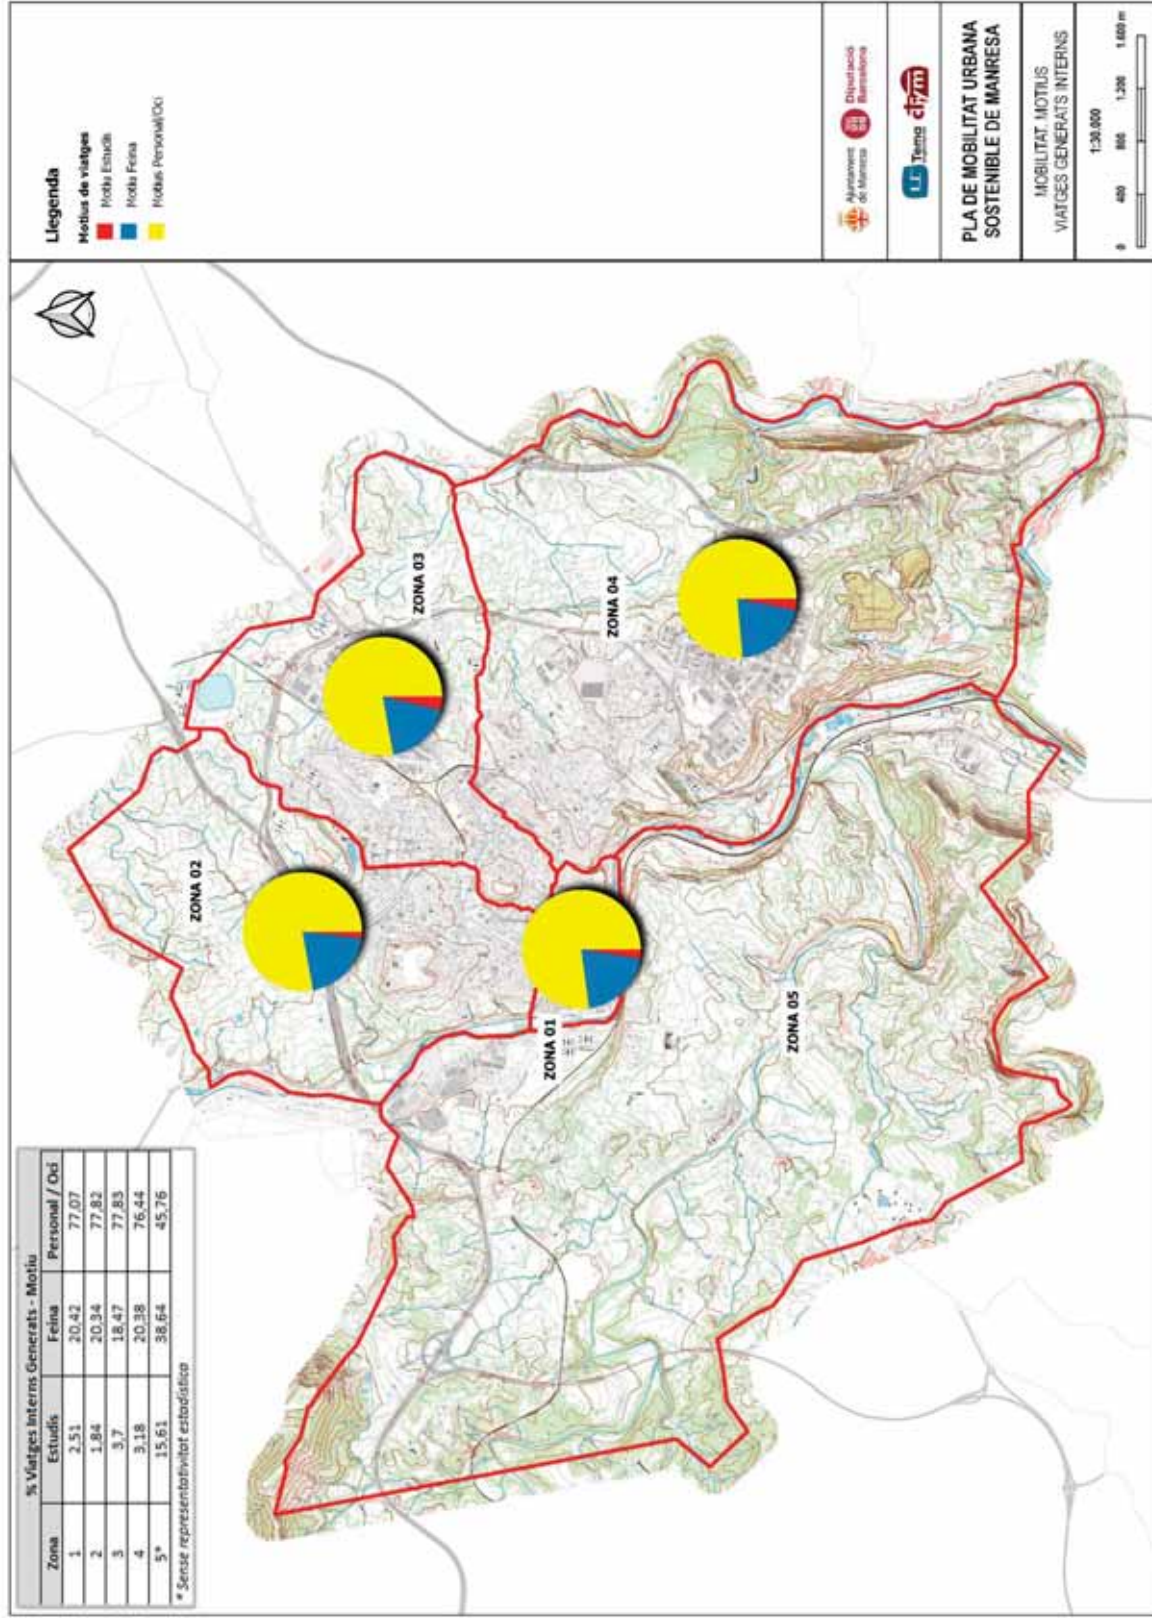 % Viatges Interns Generats - Motiu
Zona Estudis Feina Personal / Oci
1 2,51 20,42 77,07
2 1,84 20,34 77,82
3 3,7 18,47 77,83
4 3,18 20,38 76,44
5* 15,61 38,64 45,76
* Sense representativitat estadística
ZONA 02
ZONA 03
ZONA 01
ZONA 04
ZONA 05
Llegenda
Motius de viatges
Motiu Estudis
Motiu Feina
Motius Personal/Oci
Ajuntament
de Manresa
Diputació
Barcelona
Tema
PLA DE MOBILITAT URBANA
SOSTENIBLE DE MANRESA
MOBILITAT. MOTIUS
VIATGES GENERATS INTERNS
1:30.000
0 400 800 1.200 1.600 m